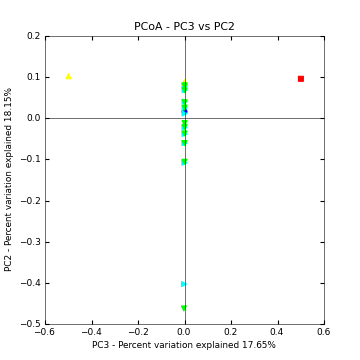 PCoA - PC3 vs PC2
0.2
0.1
0.0
−0.1
−0.2
−0.3
−0.4
−0.5
PC2 - Percent variation explained 18.15%
−0.6 −0.4 −0.2 0.0 0.2 0.4 0.6
PC3 - Percent variation explained 17.65%